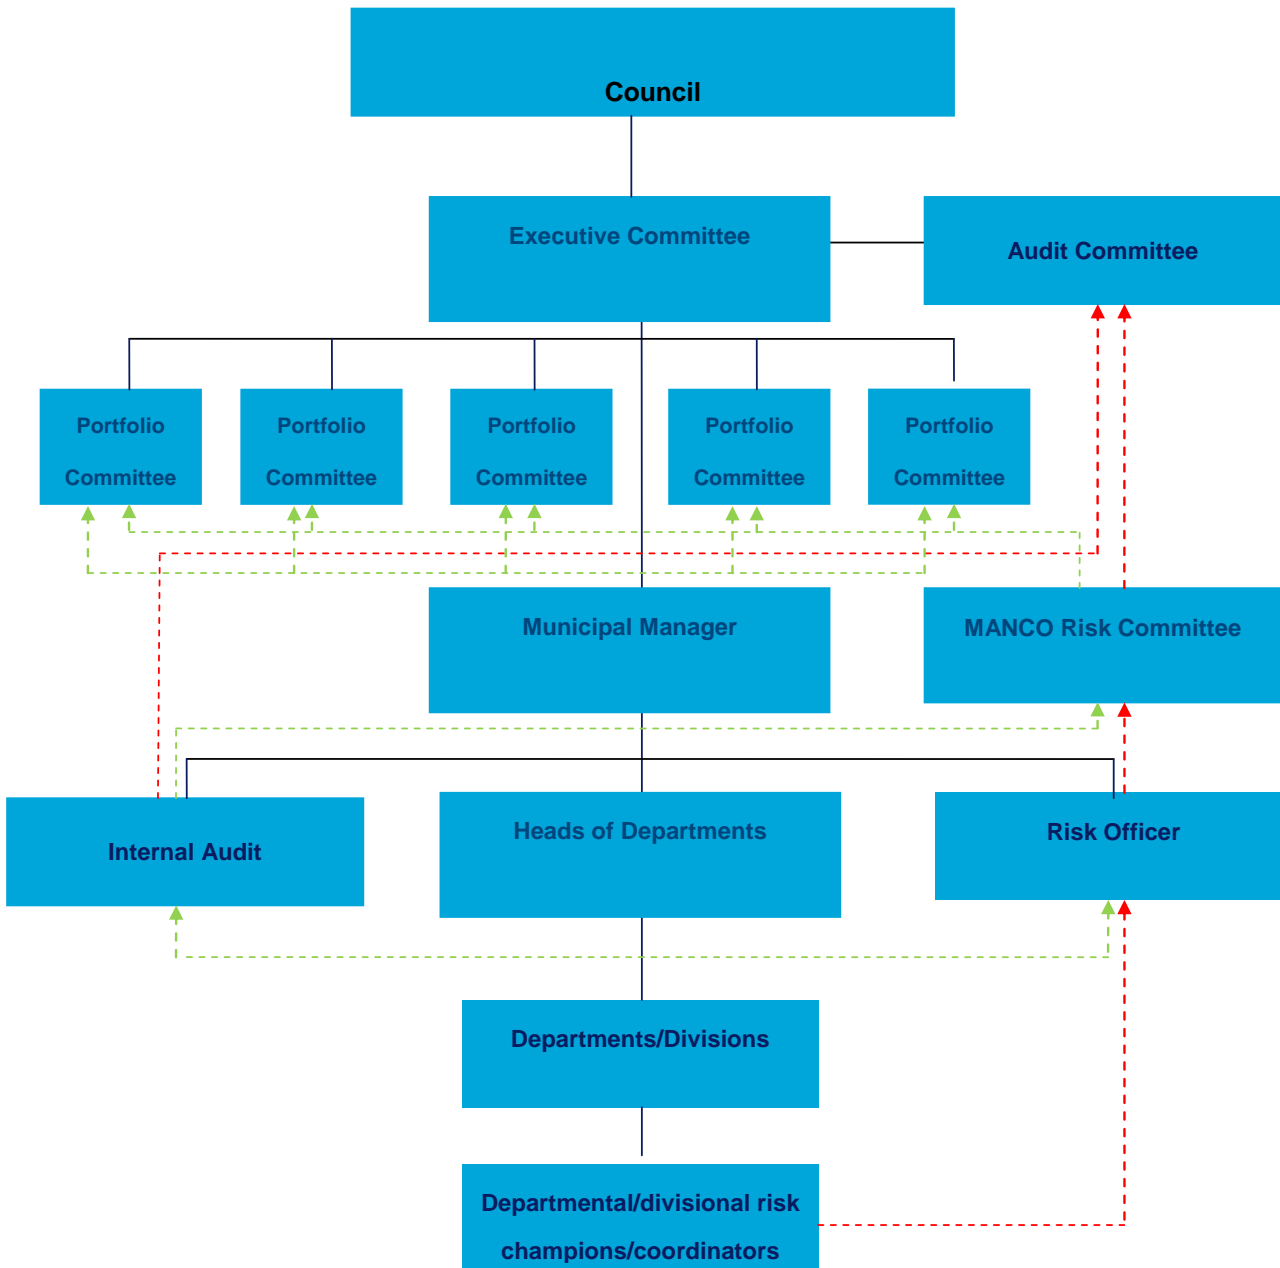 Council
Executive Committee
Audit Committee
Portfolio
Committee
Portfolio
Committee
Portfolio
Committee
Portfolio
Committee
Portfolio
Committee
Municipal Manager
MANCO Risk Committee
Internal Audit
Heads of Departments
Risk Officer
Departments/Divisions
Departmental/divisional risk
champions/coordinators